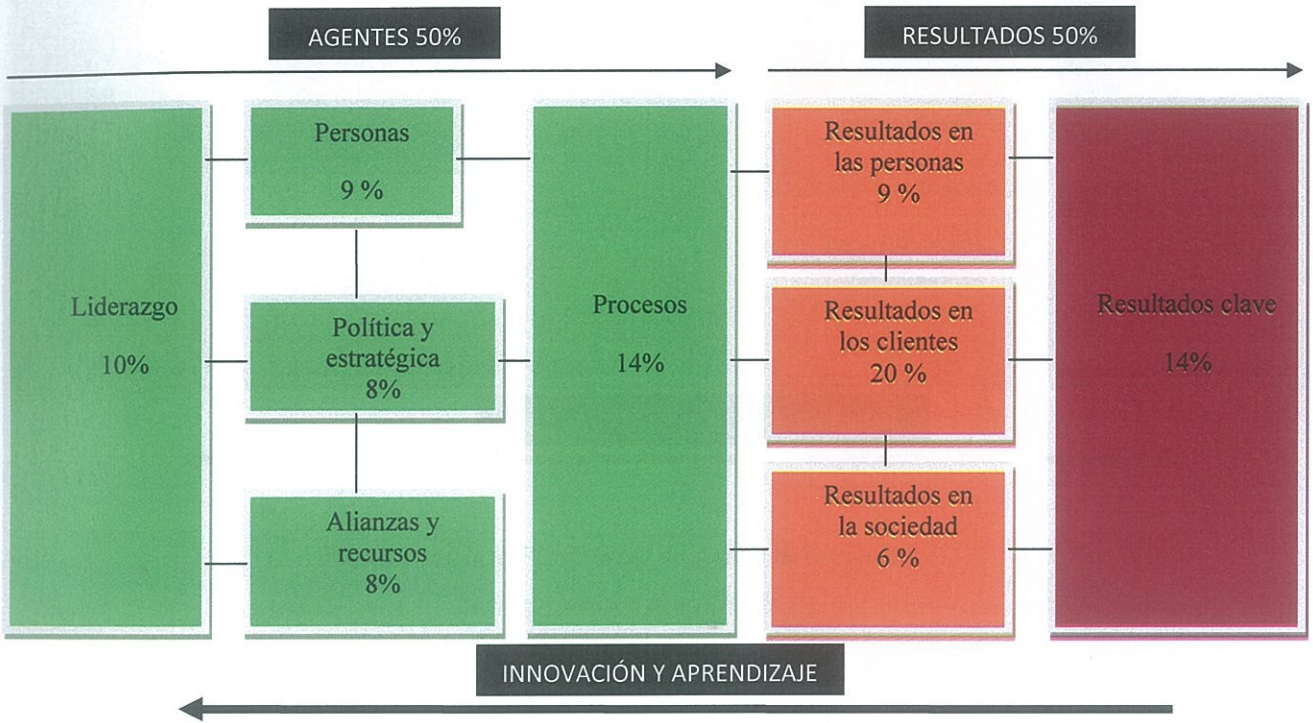 AGENTES 50%
RESULTADOS 50%
Liderazgo
10%
Personas
9 %
Política y
estratégica
8%
Alianzas y
recursos
8%
Procesos
14%
Resultados en
las personas
9 %
Resultados en
los clientes
20 %
Resultados en
la sociedad
6 %
Resultados clave
14%
INNOVACIÓN Y APRENDIZAJE